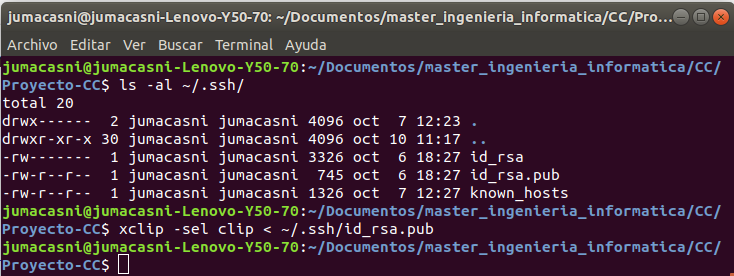 jumacasni@jumacasni-Lenovo-Y50-70: ~/Documentos/master_ingenieria_informatica/CC/Pro...
Archivo Editar Ver Buscar Terminal Ayuda
jumacasni@jumacasni-Lenovo-Y50-70:~/Documentos/master_ingenieria_informatica/CC/
Proyecto-CC$ ls -al ~/.ssh/
total 20
drwx------  2 jumacasni jumacasni 4096 oct  7 12:23 .
drwxr-xr-x 30 jumacasni jumacasni 4096 oct 10 11:17 ..
-rw-------  1 jumacasni jumacasni 3326 oct  6 18:27 id_rsa
-rw-r--r--  1 jumacasni jumacasni  745 oct  6 18:27 id_rsa.pub
-rw-r--r--  1 jumacasni jumacasni 1326 oct  7 12:27 known_hosts
jumacasni@jumacasni-Lenovo-Y50-70:~/Documentos/master_ingenieria_informatica/CC/
Proyecto-CC$ xclip -sel clip < ~/.ssh/id_rsa.pub
jumacasni@jumacasni-Lenovo-Y50-70:~/Documentos/master_ingenieria_informatica/CC/
Proyecto-CC$